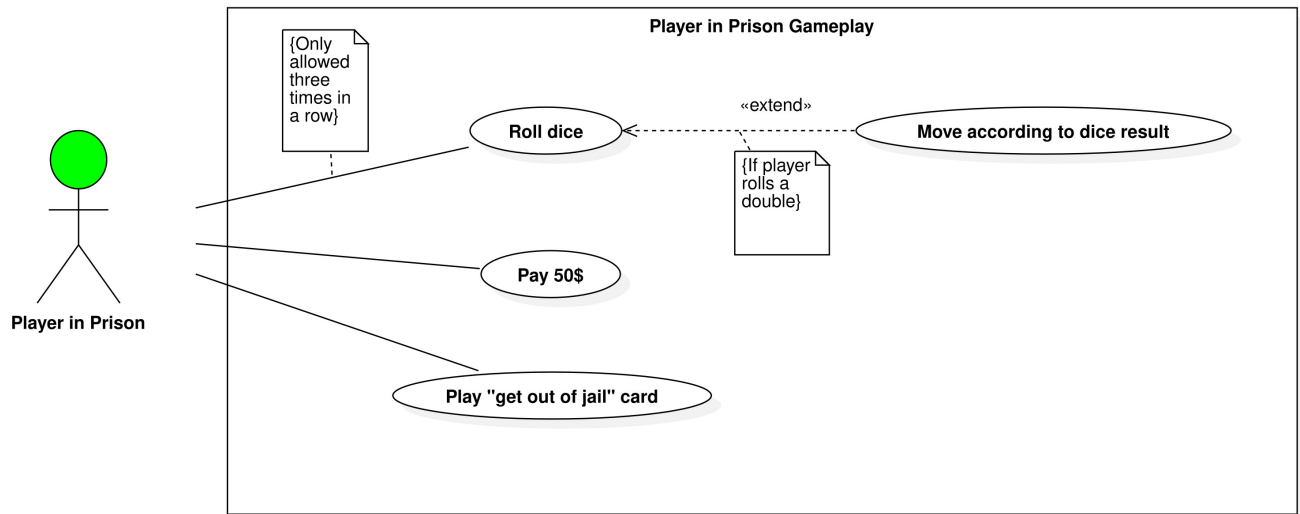 Player in Prison Gameplay
{Only
allowed
three
times in
a row}
Roll dice
«extend»
Move according to dice result
{If player
rolls a
double}
Pay 50$
Player in Prison
Play "get out of jail" card